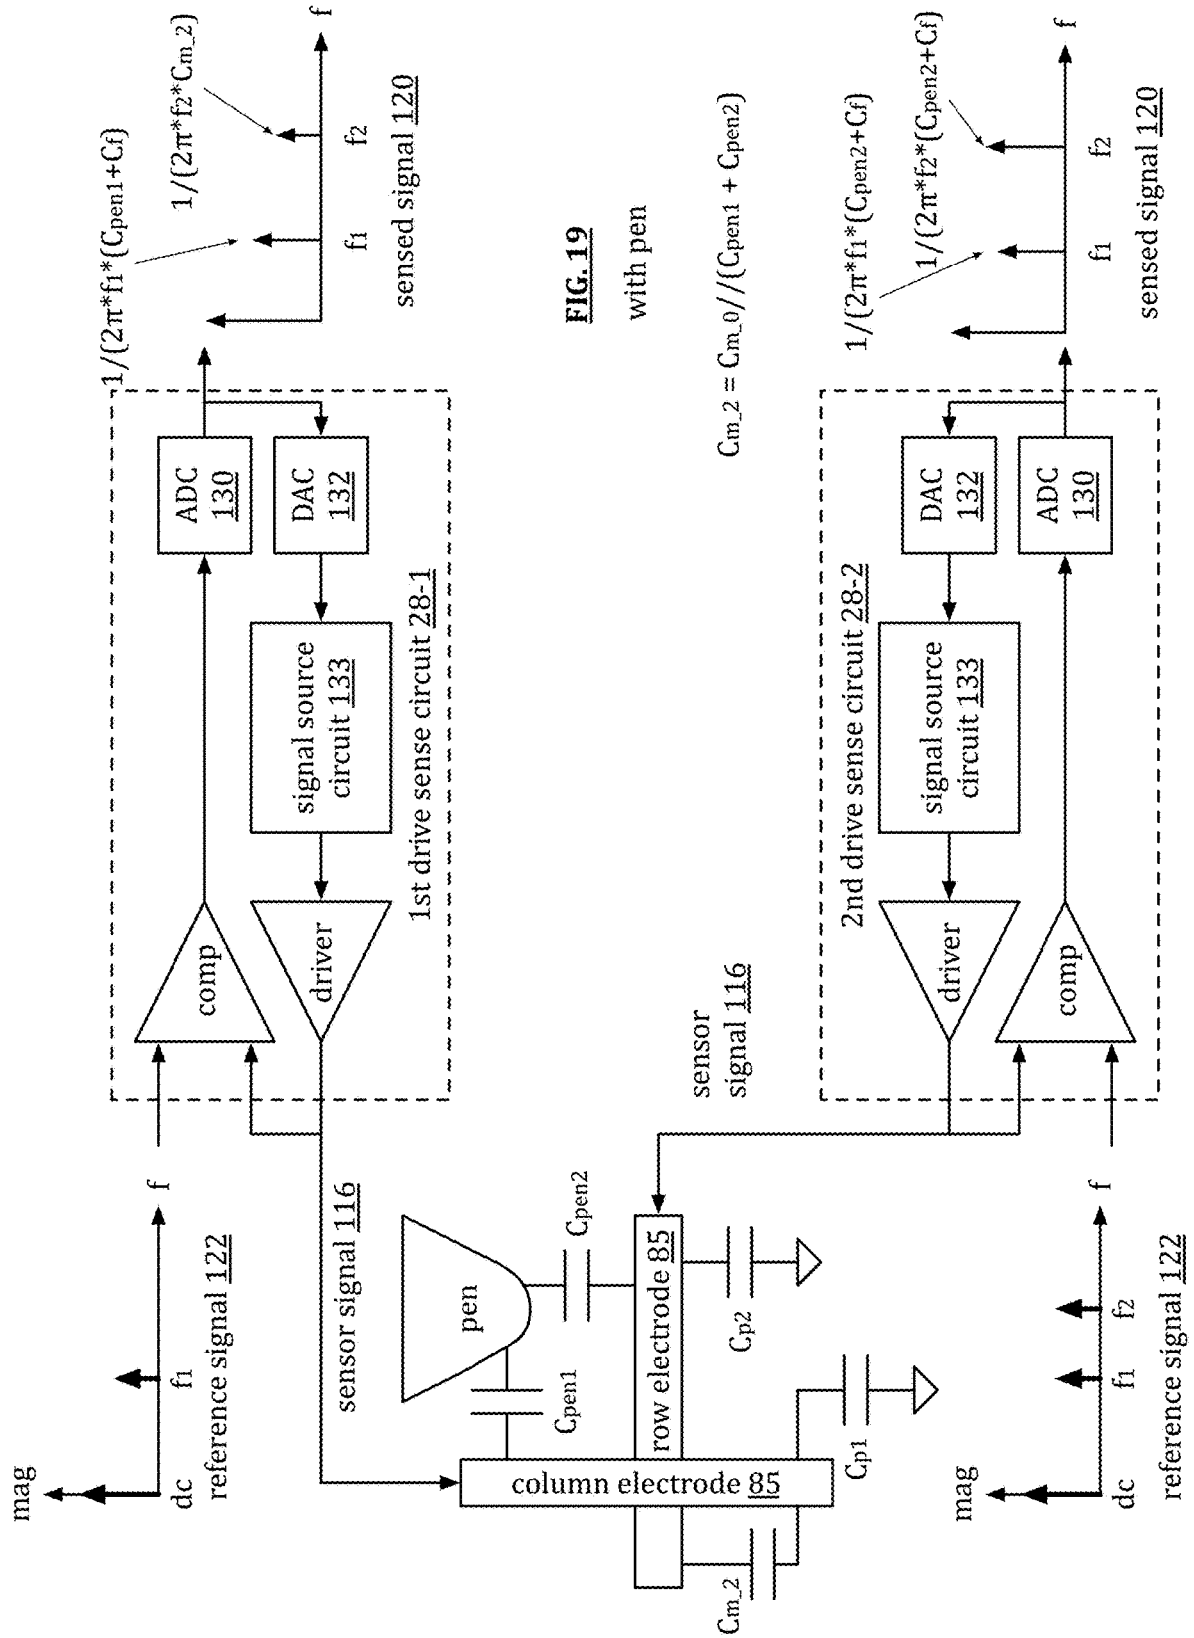 1/(2π*f1*(Cpen1+Cf)
1/(2π*f2*Cm_2)
f
f1
f2
sensed signal 120
ADC
130
DAC
132
signal source
circuit 133
comp
driver
1st drive sense circuit 28-1
mag
dc
f1
f
reference signal 122
sensor signal 116
FIG. 19
with pen
Cm_2 = Cm_0//(Cpen1 + Cpen2)
pen
Cpen1
Cpen2
column electrode 85
row electrode 85
Cm_2
Cp1
Cp2
sensor
signal 116
2nd drive sense circuit 28-2
driver
comp
signal source
circuit 133
DAC
132
ADC
130
mag
dc
f1
f2
f
reference signal 122
1/(2π*f1*(Cpen2+Cf)
1/(2π*f2*(Cpen2+Cf)
f
f1
f2
sensed signal 120